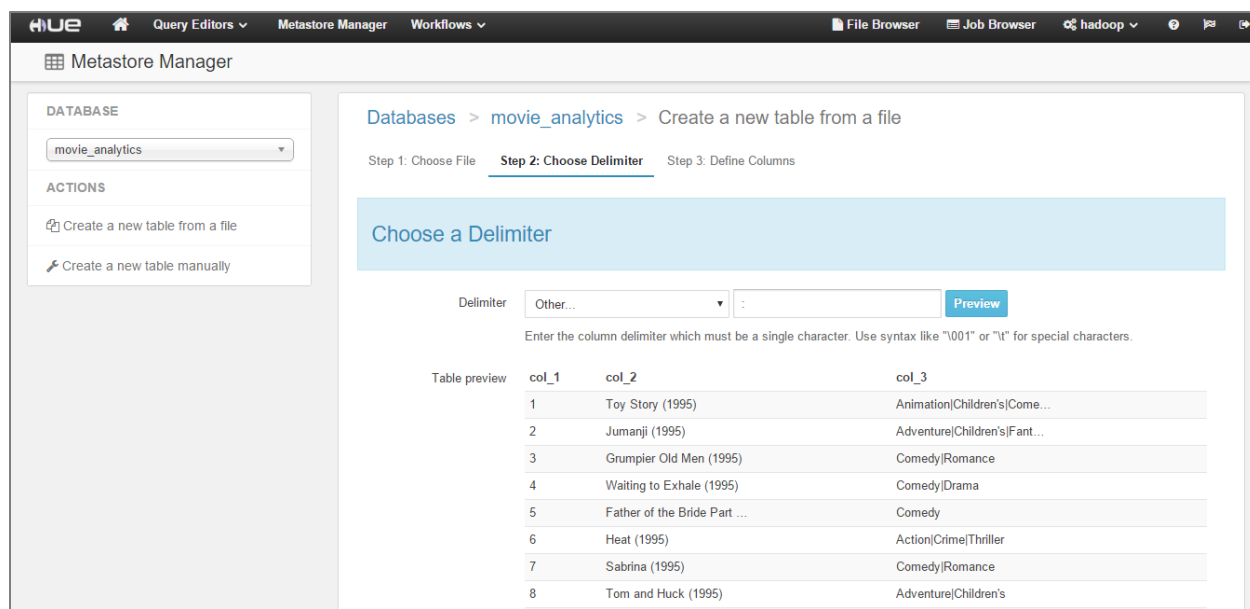 HUE Query Editors Metastore Manager Workflows File Browser Job Browser hadoop
Metastore Manager
DATABASE
movie_analytics
ACTIONS
Create a new table from a file
Create a new table manually
Databases > movie_analytics > Create a new table from a file
Step 1: Choose File Step 2: Choose Delimiter Step 3: Define Columns
Choose a Delimiter
Delimiter Other... : Preview
Enter the column delimiter which must be a single character. Use syntax like "\001" or "\t" for special characters.
Table preview col_1 col_2 col_3
1 Toy Story (1995) Animation|Children's|Come...
2 Jumanji (1995) Adventure|Children's|Fant...
3 Grumpier Old Men (1995) Comedy|Romance
4 Waiting to Exhale (1995) Comedy|Drama
5 Father of the Bride Part ... Comedy
6 Heat (1995) Action|Crime|Thriller
7 Sabrina (1995) Comedy|Romance
8 Tom and Huck (1995) Adventure|Children's